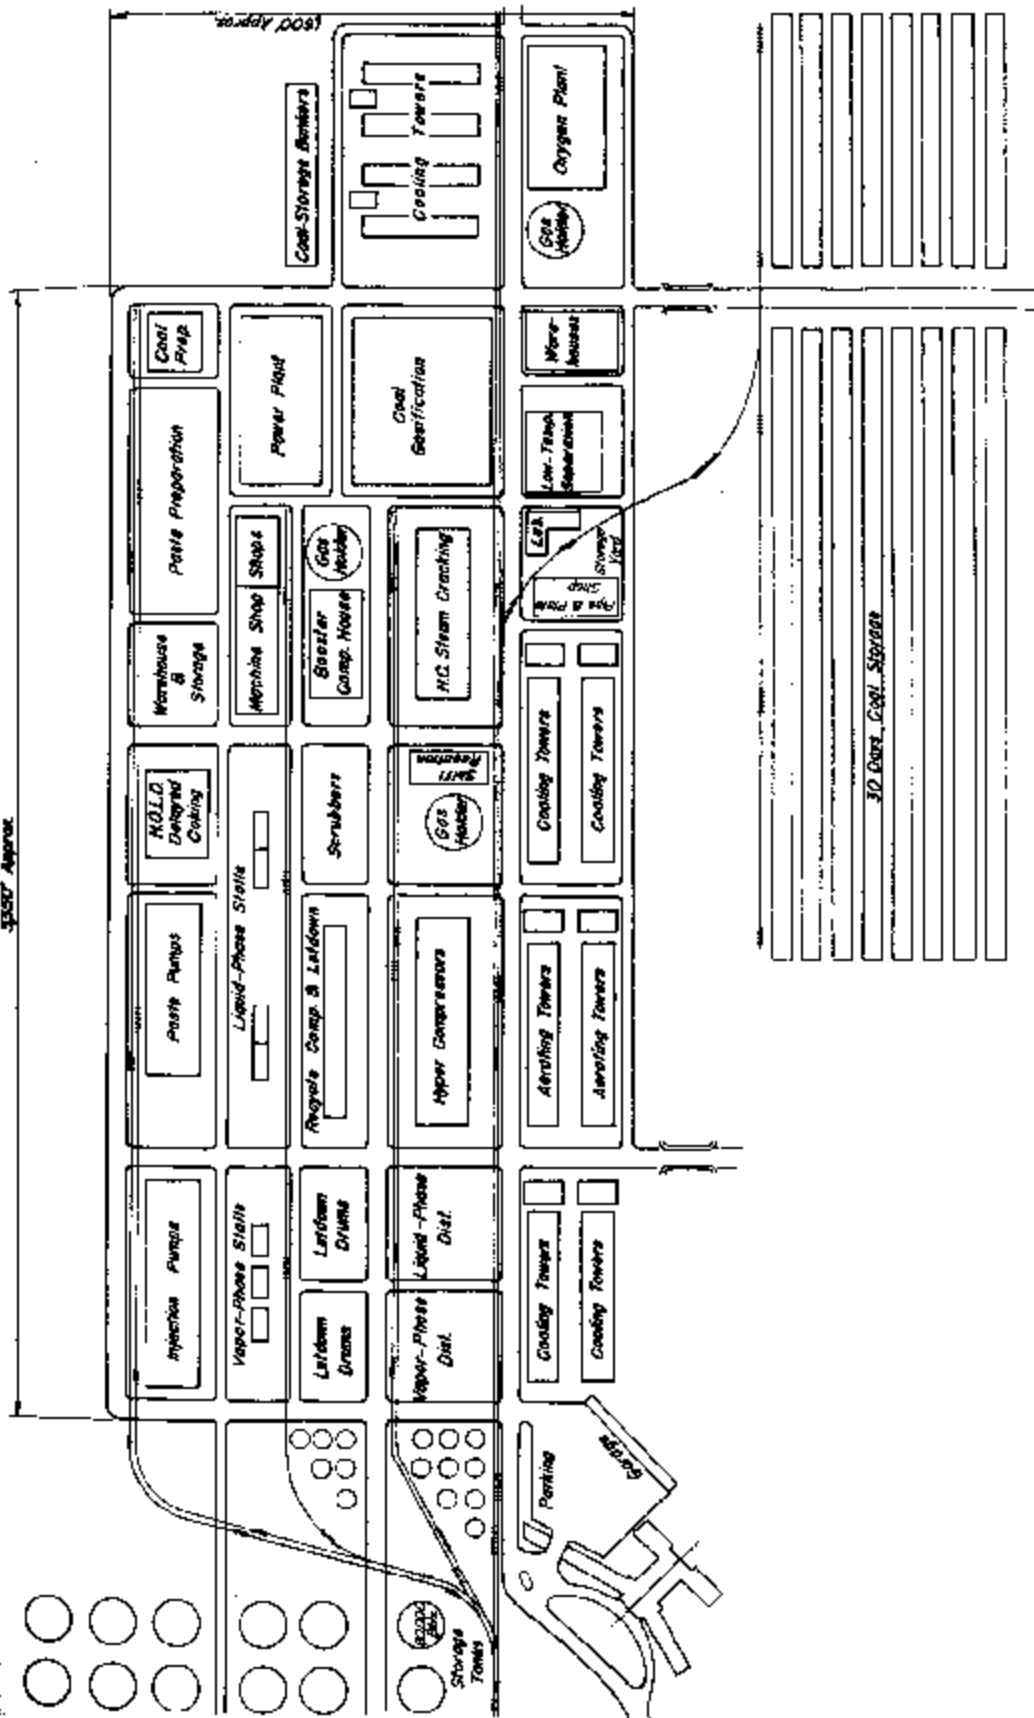 1600' Approx.
Coal-Storage Bunkers
Cooling Towers
Oxygen Plant
Gas
Holder
Coal
Prep.
Power Plant
Coal
Gasification
Ware-
houses
Paste Preparation
Low-Temp.
Separation
Machine Shop
Shops
Gas
Holder
Booster
Comp. House
H.C. Steam Cracking
Lab.
Storage
Yard
Pipe & Plate
Shop
Warehouse
&
Storage
H.O.L.D.
Delayed
Coking
Liquid-Phase Stalls
Scrubbers
Shift
Reaction
Gas
Holder
Cooling Towers
Cooling Towers
30 Days Coal Storage
3350' Approx.
Paste Pumps
Recycle Comp. & Letdown
Hyper Compressors
Aerating Towers
Aerating Towers
Injection Pumps
Vapor-Phase Stalls
Letdown
Drums
Liquid-Phase
Dist.
Letdown
Drums
Vapor-Phase
Dist.
Cooling Towers
Cooling Towers
Parking
Garage
Storage
Tanks